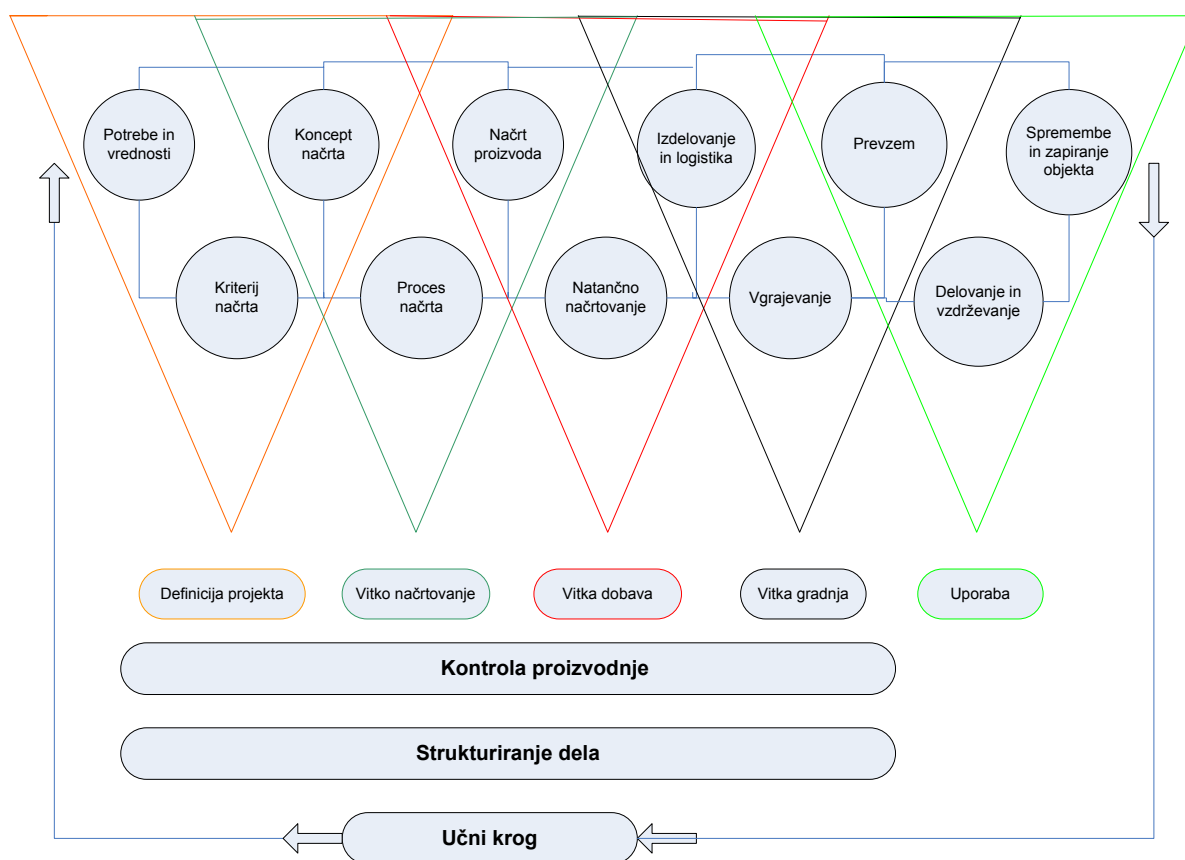 Potrebe in
vrednosti
Koncept
načrta
Načrt
proizvoda
Izdelovanje
in logistika
Prevzem
Spremembe
in zapiranje
objekta
Kriterij
načrta
Proces
načrta
Natančno
načrtovanje
Vgrajevanje
Delovanje in
vzdrževanje
Definicija projekta
Vitko načrtovanje
Vitka dobava
Vitka gradnja
Uporaba
Kontrola proizvodnje
Strukturiranje dela
Učni krog